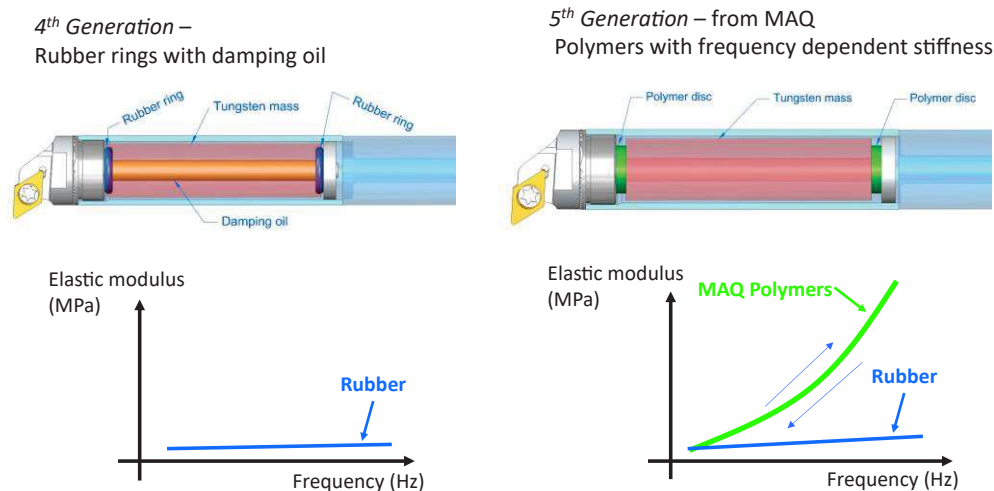 4th Generation –
Rubber rings with damping oil
Rubber ring
Tungsten mass
Rubber ring
Damping oil
Elastic modulus
(MPa)
Rubber
Frequency (Hz)
5th Generation – from MAQ
Polymers with frequency dependent stiffness
Polymer disc
Tungsten mass
Polymer disc
Elastic modulus
(MPa)
MAQ Polymers
Rubber
Frequency (Hz)